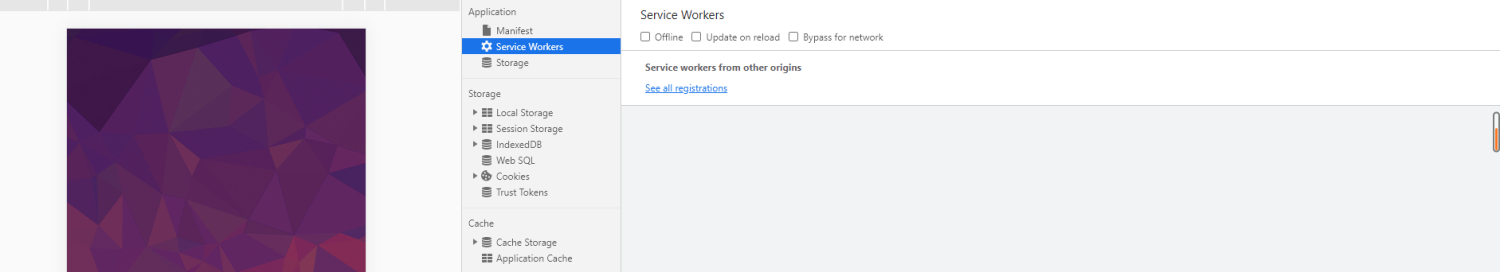 Application
Manifest
Service Workers
Storage
Storage
Local Storage
Session Storage
IndexedDB
Web SQL
Cookies
Trust Tokens
Cache
Cache Storage
Application Cache
Service Workers
Offline Update on reload Bypass for network
Service workers from other origins
See all registrations